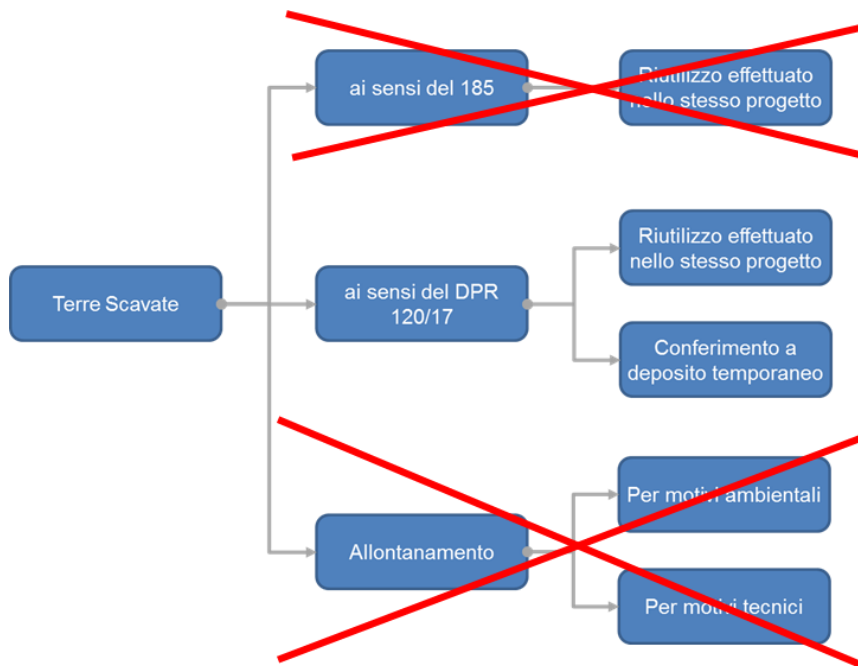 ai sensi del 185
Riutilizzo effettuato
nello stesso progetto
Terre Scavate
ai sensi del DPR
120/17
Riutilizzo effettuato
nello stesso progetto
Conferimento a
deposito temporaneo
Allontanamento
Per motivi ambientali
Per motivi tecnici